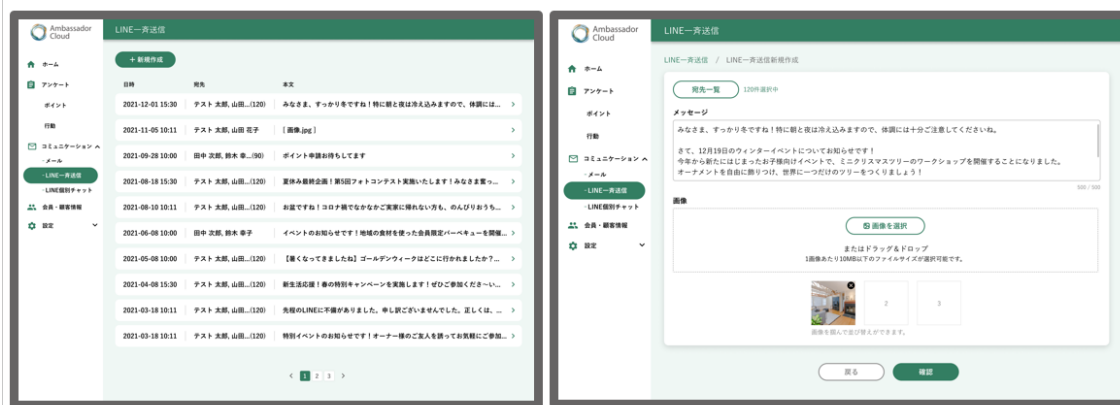 Ambassador
Cloud
LINE一斉送信
ホーム
アンケート
ポイント
行動
コミュニケーション
- メール
- LINE一斉送信
- LINE個別チャット
会員・顧客情報
設定
+ 新規作成
日時 宛先 本文
2021-12-01 15:30 テスト 太郎, 山田...(120) みなさま、すっかり冬ですね！特に朝と夜は冷え込みますので、体調には...
2021-11-05 10:11 テスト 太郎, 山田 花子 [ 画像.jpg ]
2021-09-28 10:00 田中 次郎, 鈴木 幸...(90) ポイント申請お待ちしてます
2021-08-18 15:30 テスト 太郎, 山田...(120) 夏休み最終企画！第5回フォトコンテスト実施いたします！みなさま奮っ...
2021-08-10 10:11 テスト 太郎, 山田...(120) お盆ですね！コロナ禍でなかなかご実家に帰れない方も、のんびりおうち...
2021-06-08 10:00 田中 次郎, 鈴木 幸子 イベントのお知らせです！地域の食材を使った会員限定バーベキューを開催...
2021-05-08 10:00 テスト 太郎, 山田...(120) 【暑くなってきましたね】ゴールデンウィークはどこに行かれましたか？...
2021-04-08 15:30 テスト 太郎, 山田...(120) 新生活応援！春の特別キャンペーンを実施します！ぜひご参加くださ〜い...
2021-03-18 10:11 テスト 太郎, 山田...(120) 先程のLINEに不備がありました。申し訳ございませんでした。正しくは、...
2021-03-18 10:11 テスト 太郎, 山田...(120) 特別イベントのお知らせです！オーナー様のご友人を誘ってお気軽にご参加...
< 1 2 3 >
Ambassador
Cloud
LINE一斉送信
ホーム
アンケート
ポイント
行動
コミュニケーション
- メール
- LINE一斉送信
- LINE個別チャット
会員・顧客情報
設定
LINE一斉送信 / LINE一斉送信新規作成
宛先一覧 120件選択中
メッセージ
みなさま、すっかり冬ですね！特に朝と夜は冷え込みますので、体調には十分ご注意してくださいね。
さて、12月19日のウィンターイベントについてお知らせです！
今年から新たにはじまったお子様向けイベントで、ミニクリスマスツリーのワークショップを開催することになりました。
オーナメントを自由に飾りつけ、世界に一つだけのツリーをつくりましょう！
500 / 500
画像
画像を選択
またはドラッグ&ドロップ
1画像あたり10MB以下のファイルサイズが選択可能です。
2 3
画像を掴んで並び替えができます。
戻る 確認